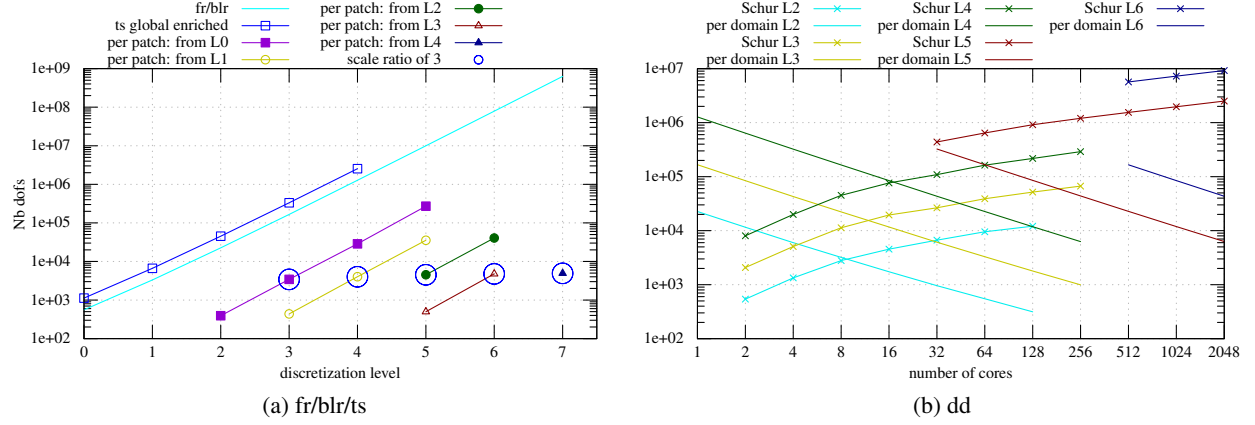 fr/blr
ts global enriched
per patch: from L0
per patch: from L1
per patch: from L2
per patch: from L3
per patch: from L4
scale ratio of 3
1e+09
1e+08
1e+07
1e+06
1e+05
1e+04
1e+03
1e+02
Nb dofs
0 1 2 3 4 5 6 7
discretization level
(a) fr/blr/ts
Schur L2
per domain L2
Schur L3
per domain L3
Schur L4
per domain L4
Schur L5
per domain L5
Schur L6
per domain L6
1e+07
1e+06
1e+05
1e+04
1e+03
1e+02
1 2 4 8 16 32 64 128 256 512 1024 2048
number of cores
(b) dd